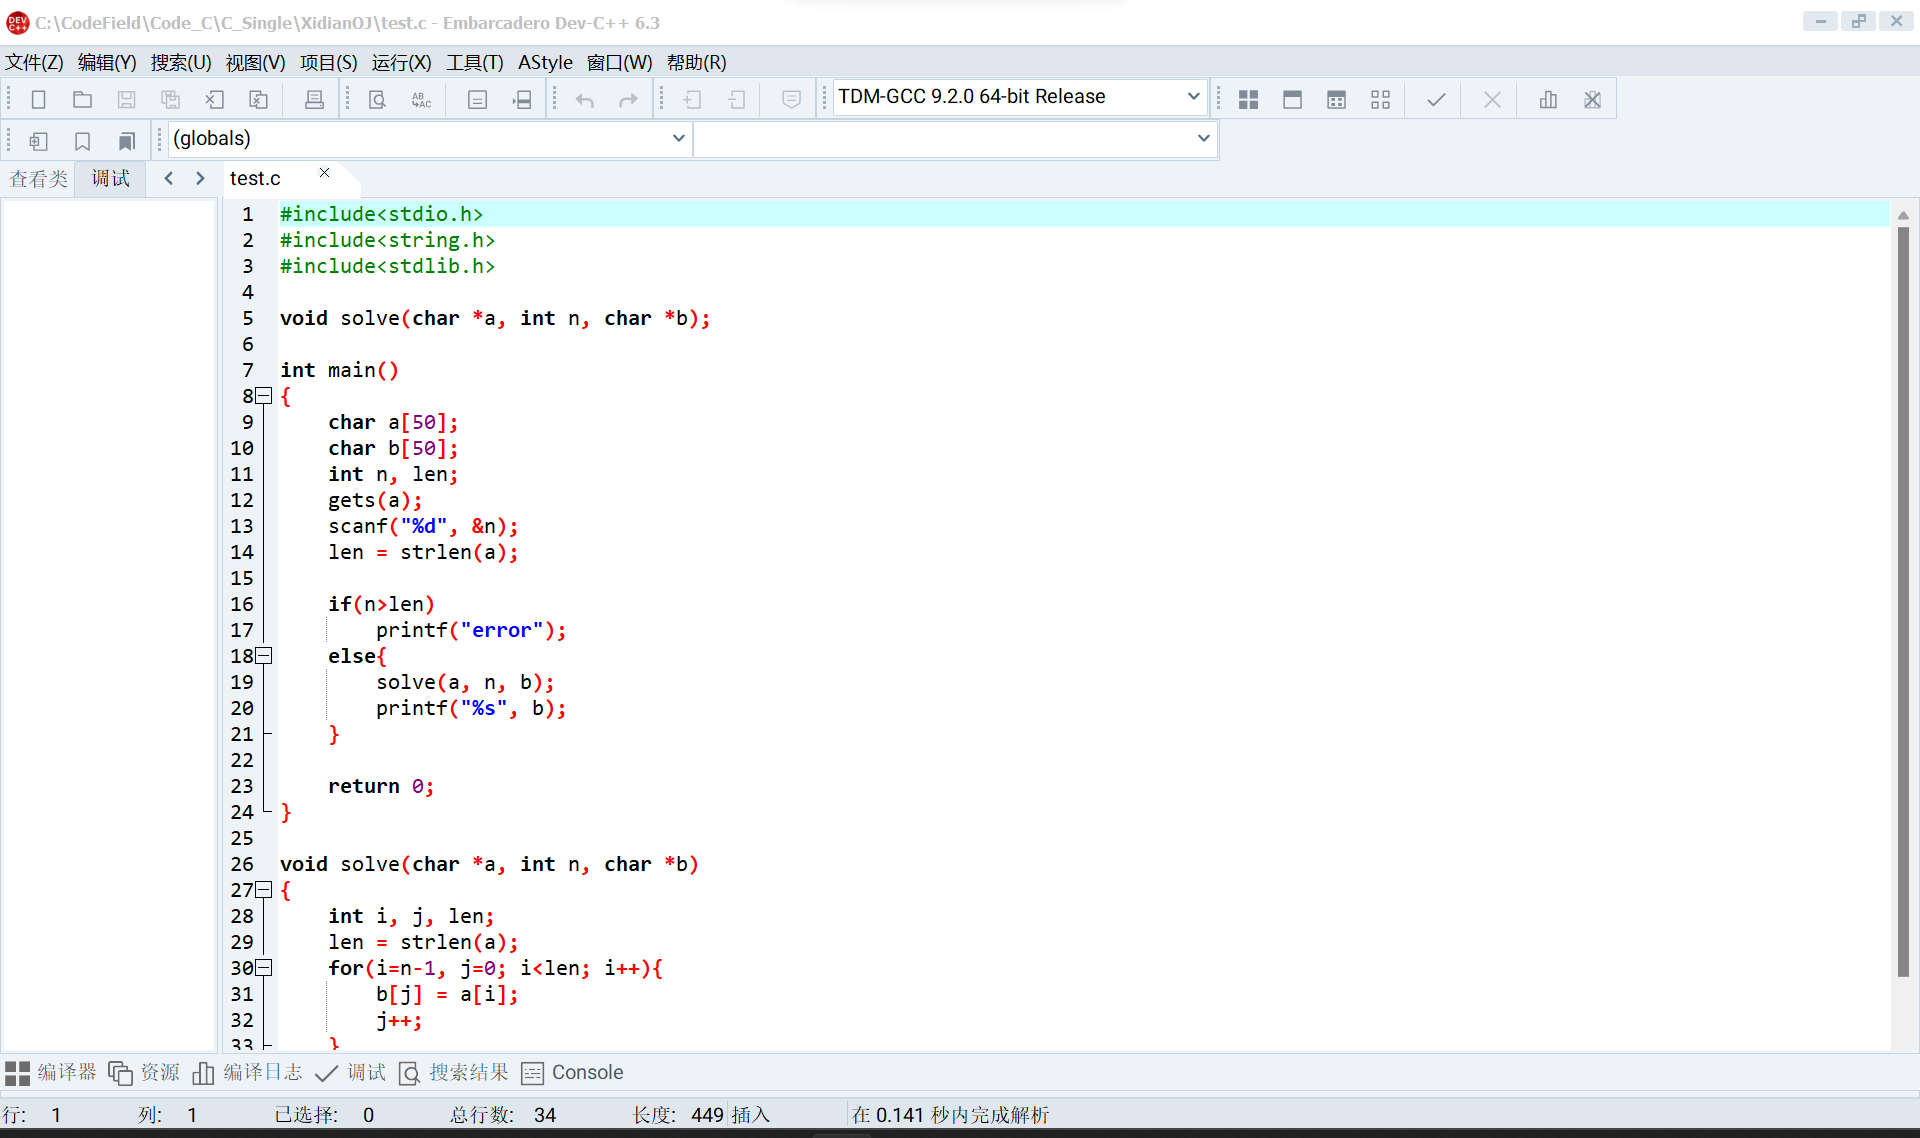 C:\CodeField\Code_C\C_Single\XidianOJ\test.c - Embarcadero Dev-C++ 6.3
文件(Z) 编辑(Y) 搜索(U) 视图(V) 项目(S) 运行(X) 工具(T) AStyle 窗口(W) 帮助(R)
TDM-GCC 9.2.0 64-bit Release
(globals)
查看类 调试 test.c
1 #include<stdio.h>
2 #include<string.h>
3 #include<stdlib.h>
4
5 void solve(char *a, int n, char *b);
6
7 int main()
8 {
9     char a[50];
10     char b[50];
11     int n, len;
12     gets(a);
13     scanf("%d", &n);
14     len = strlen(a);
15
16     if(n>len)
17         printf("error");
18     else{
19         solve(a, n, b);
20         printf("%s", b);
21     }
22
23     return 0;
24 }
25
26 void solve(char *a, int n, char *b)
27 {
28     int i, j, len;
29     len = strlen(a);
30     for(i=n-1, j=0; i<len; i++){
31         b[j] = a[i];
32         j++;
33     }
编译器 资源 编译日志 调试 搜索结果 Console
行: 1 列: 1 已选择: 0 总行数: 34 长度: 449 插入 在 0.141 秒内完成解析